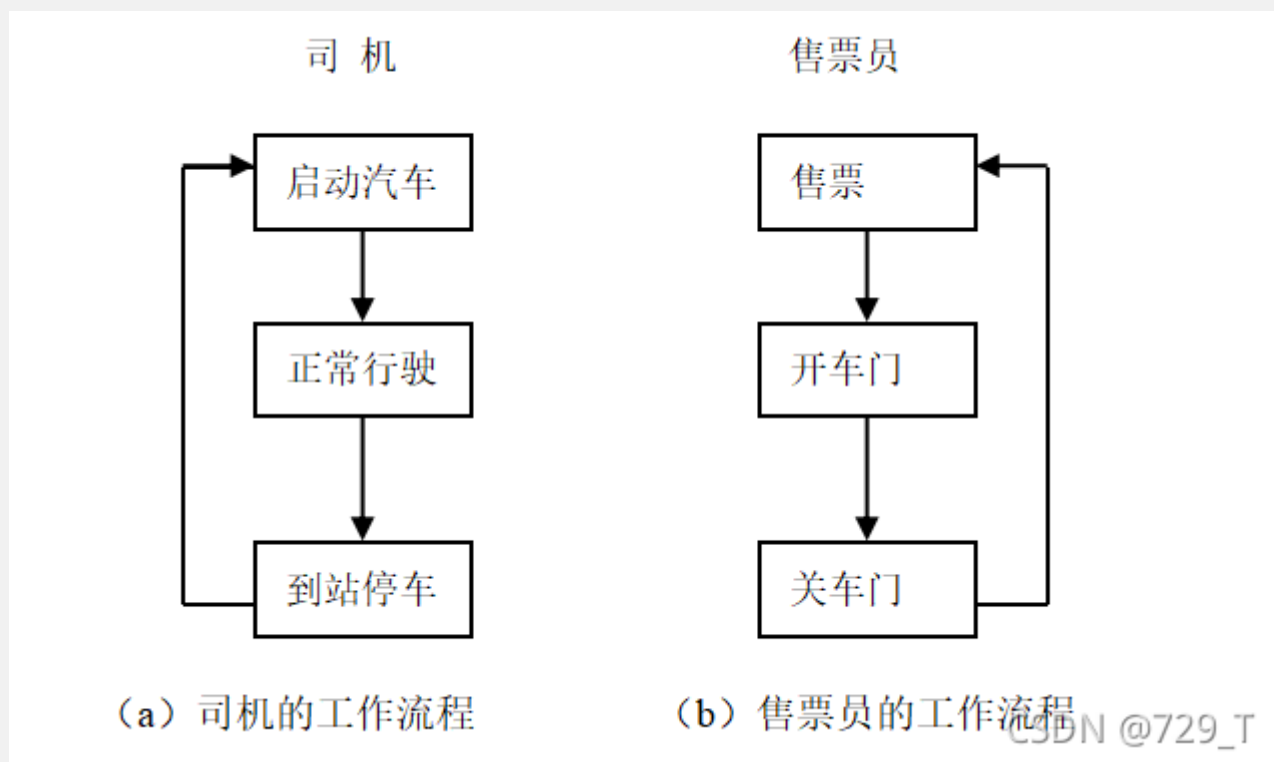 司 机
售票员
启动汽车
售票
正常行驶
开车门
到站停车
关车门
（a）司机的工作流程
（b）售票员的工作流程
CSDN @729_T